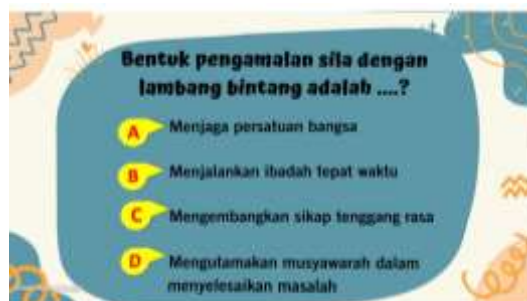 Bentuk pengamalan sila dengan
lambang bintang adalah ....?
A Menjaga persatuan bangsa
B Menjalankan ibadah tepat waktu
C Mengembangkan sikap tenggang rasa
D Mengutamakan musyawarah dalam
menyelesaikan masalah